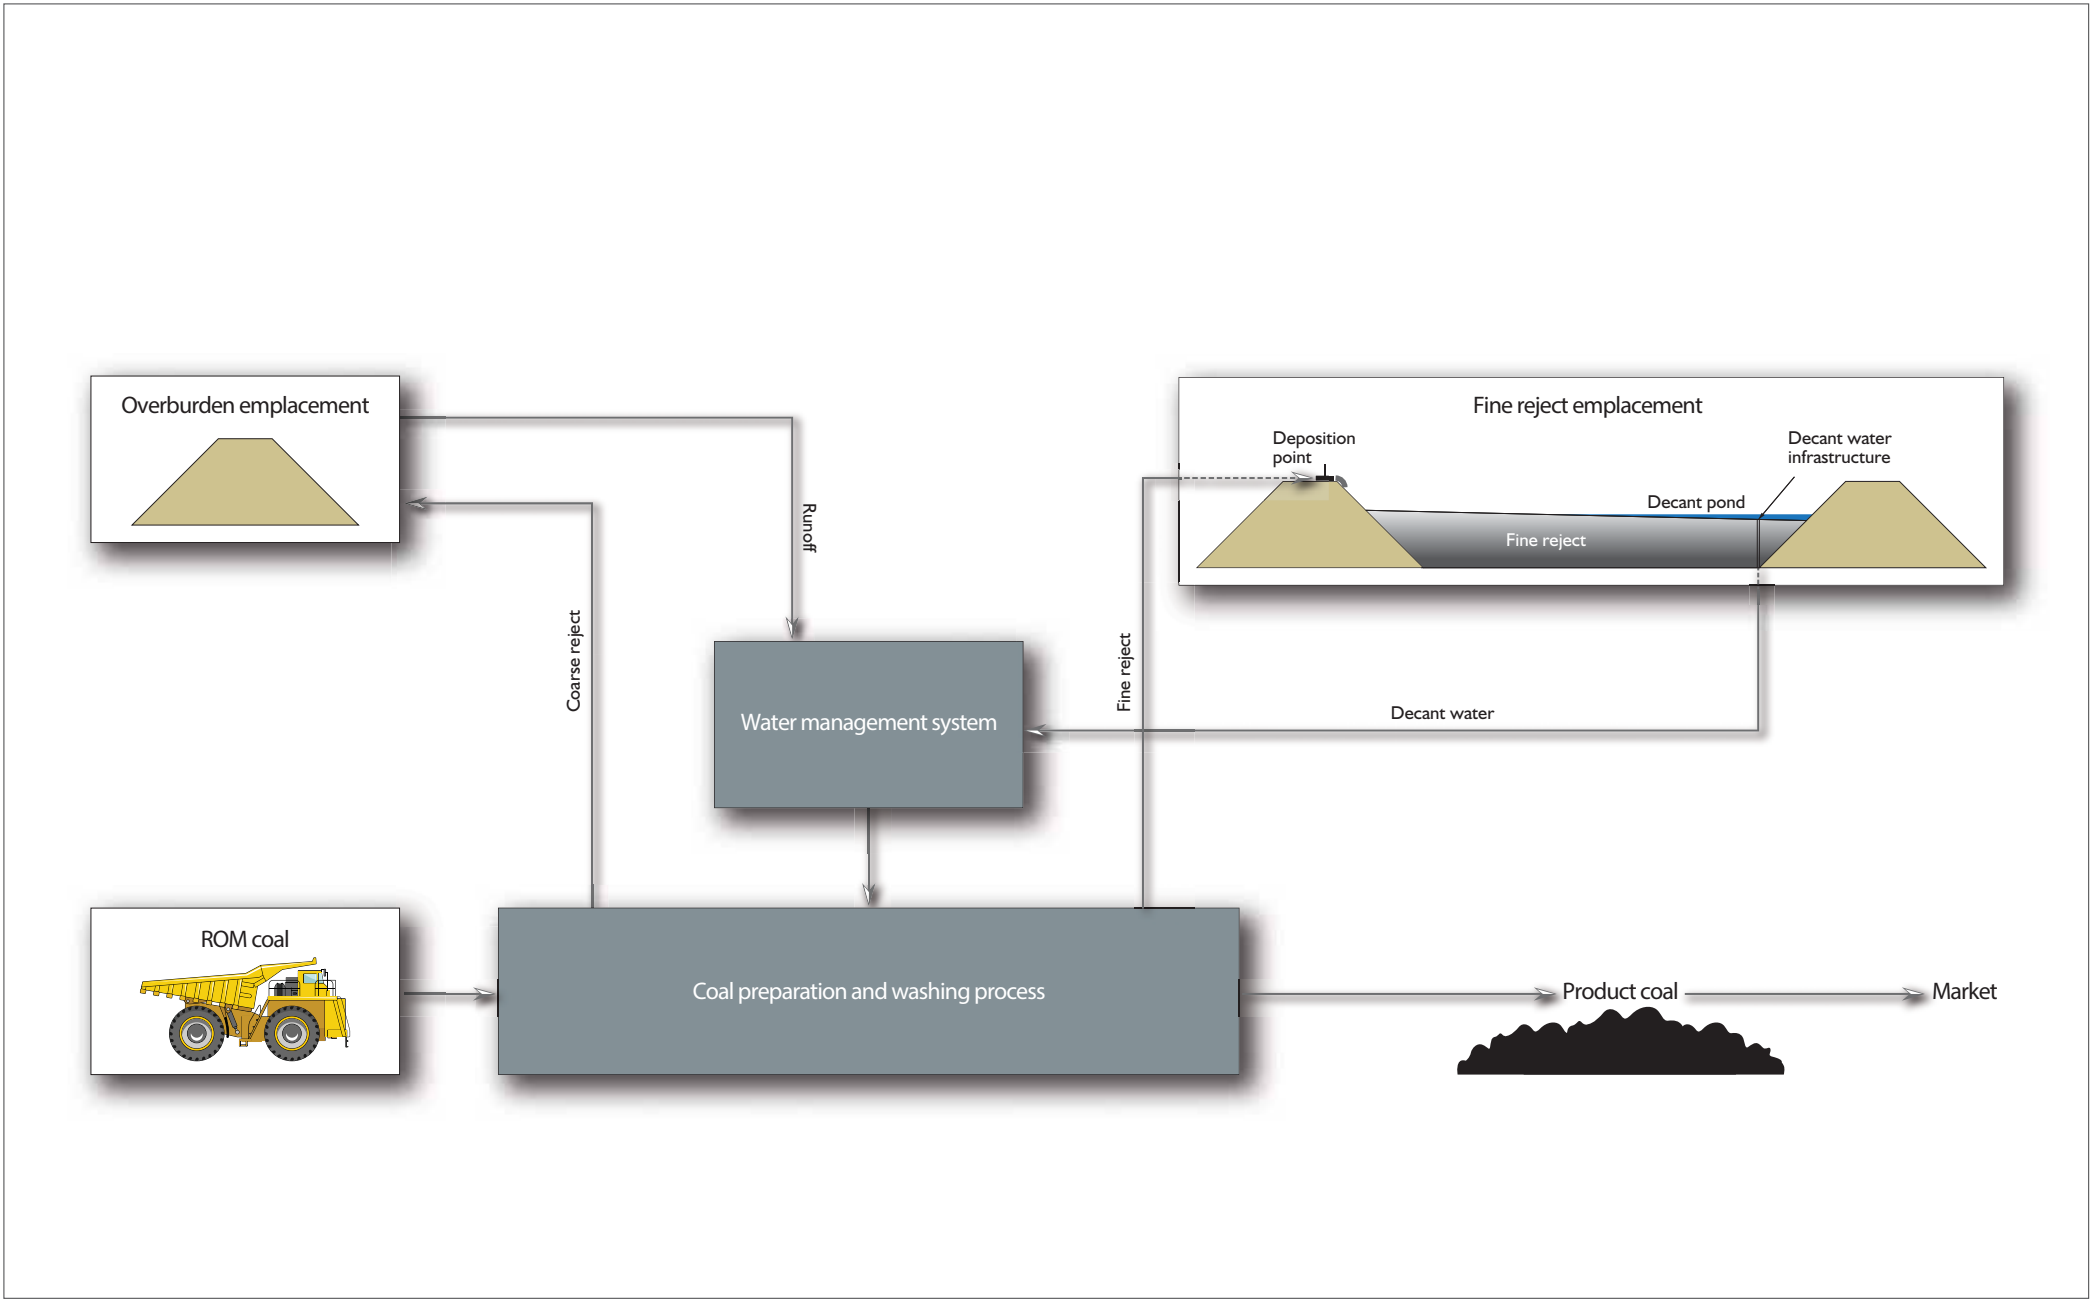 Overburden emplacement
Fine reject emplacement
Deposition
point
Decant water
infrastructure
Decant pond
Fine reject
Runoff
Coarse reject
Fine reject
Water management system
Decant water
ROM coal
Coal preparation and washing process
Product coal
Market